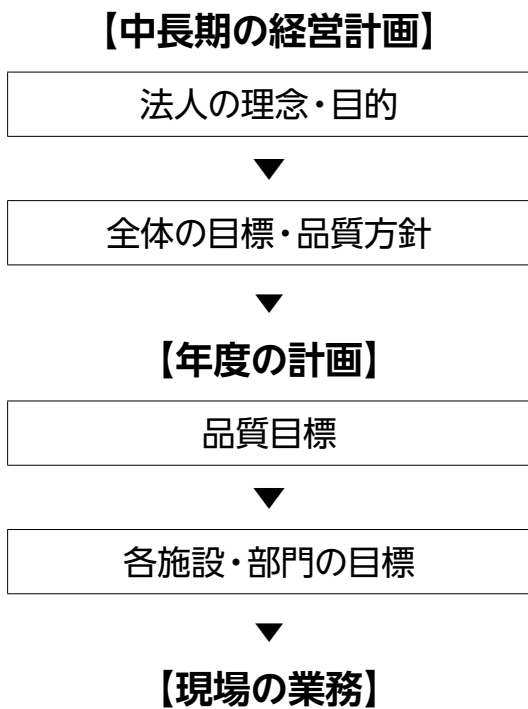 【中長期の経営計画】
法人の理念・目的
▼
全体の目標・品質方針
▼
【年度の計画】
品質目標
▼
各施設・部門の目標
▼
【現場の業務】